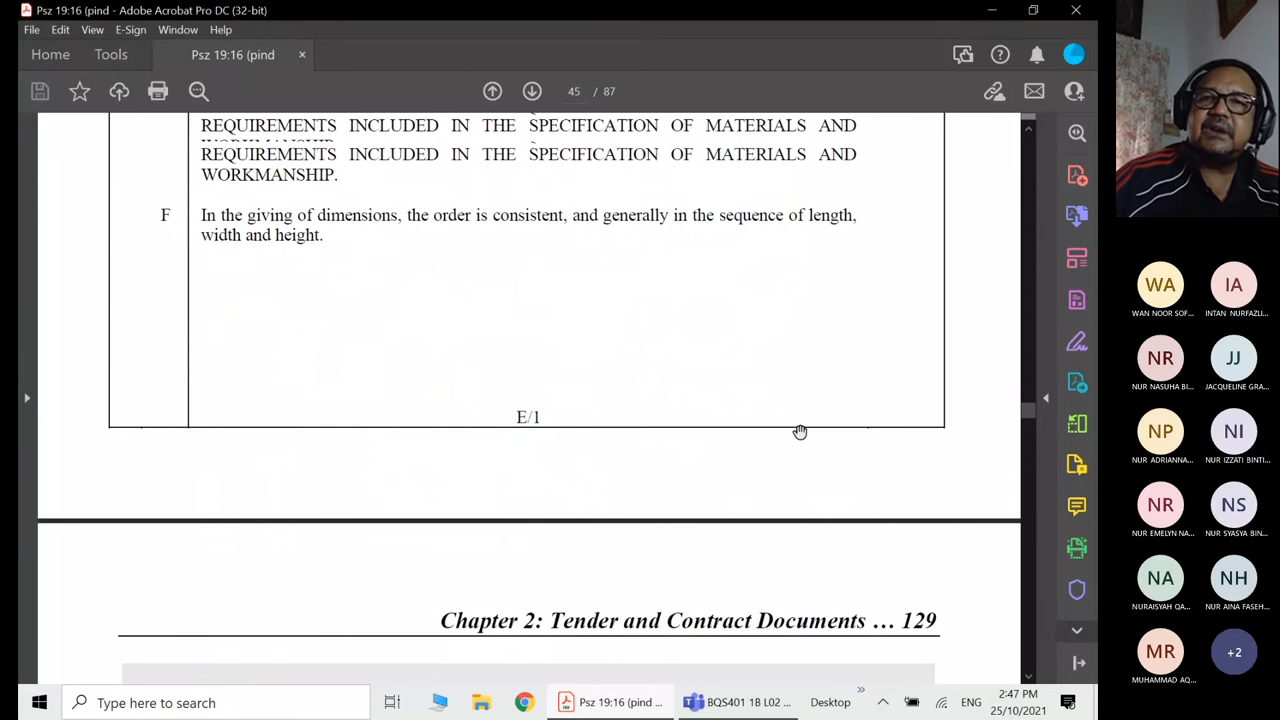 Psz 19:16 (pind - Adobe Acrobat Pro DC (32-bit)
File Edit View E-Sign Window Help
Home Tools Psz 19:16 (pind ×
45 / 87
REQUIREMENTS INCLUDED IN THE SPECIFICATION OF MATERIALS AND
REQUIREMENTS INCLUDED IN THE SPECIFICATION OF MATERIALS AND
WORKMANSHIP.
F In the giving of dimensions, the order is consistent, and generally in the sequence of length,
width and height.
E/1
Chapter 2: Tender and Contract Documents … 129
WA IA
WAN NOOR SOF... INTAN NURFAZLI...
NR JJ
NUR NASUHA BI... JACQUELINE GRA...
NP NI
NUR ADRIANNA... NUR IZZATI BINTI...
NR NS
NUR EMELYN NA... NUR SYASYA BIN...
NA NH
NURAISYAH QA... NUR AINA FASEH...
MR +2
MUHAMMAD AQ...
Type here to search
Psz 19:16 (pind ...
BQS401 1B L02 ...
Desktop
ENG
2:47 PM
25/10/2021